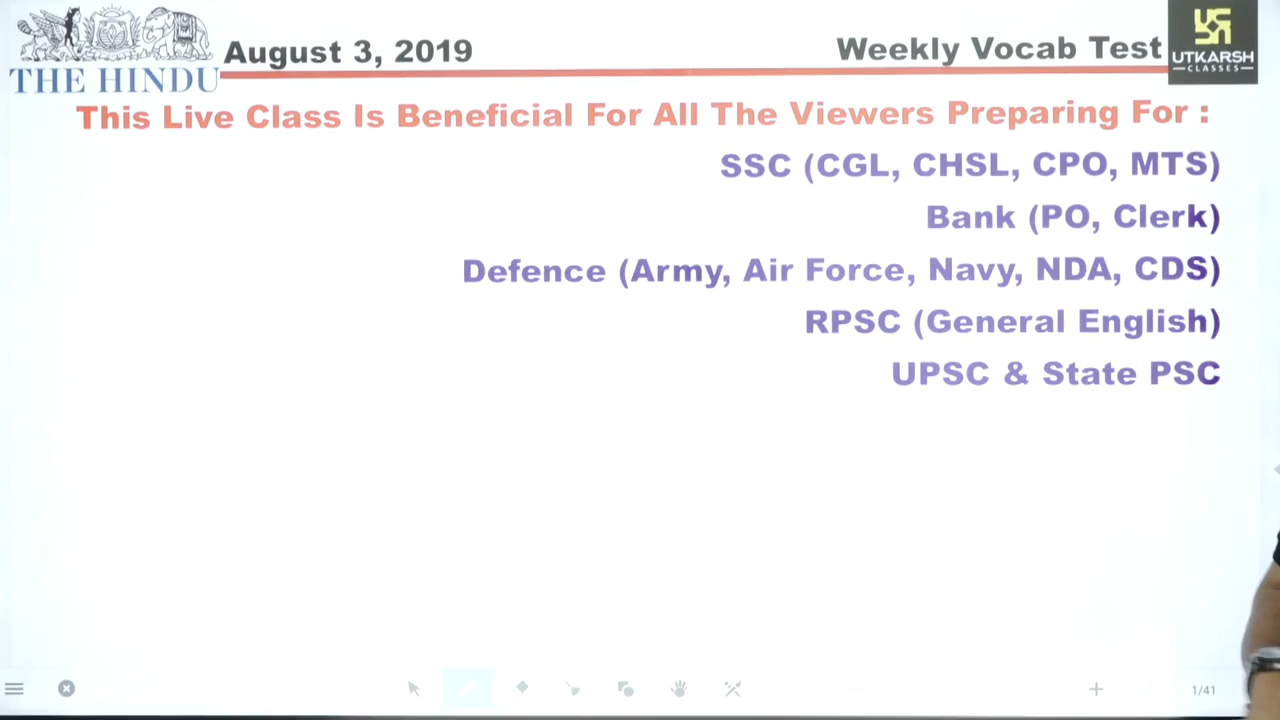 THE HINDU
August 3, 2019
Weekly Vocab Test
UTKARSH
CLASSES
This Live Class Is Beneficial For All The Viewers Preparing For :
SSC (CGL, CHSL, CPO, MTS)
Bank (PO, Clerk)
Defence (Army, Air Force, Navy, NDA, CDS)
RPSC (General English)
UPSC & State PSC
1/41